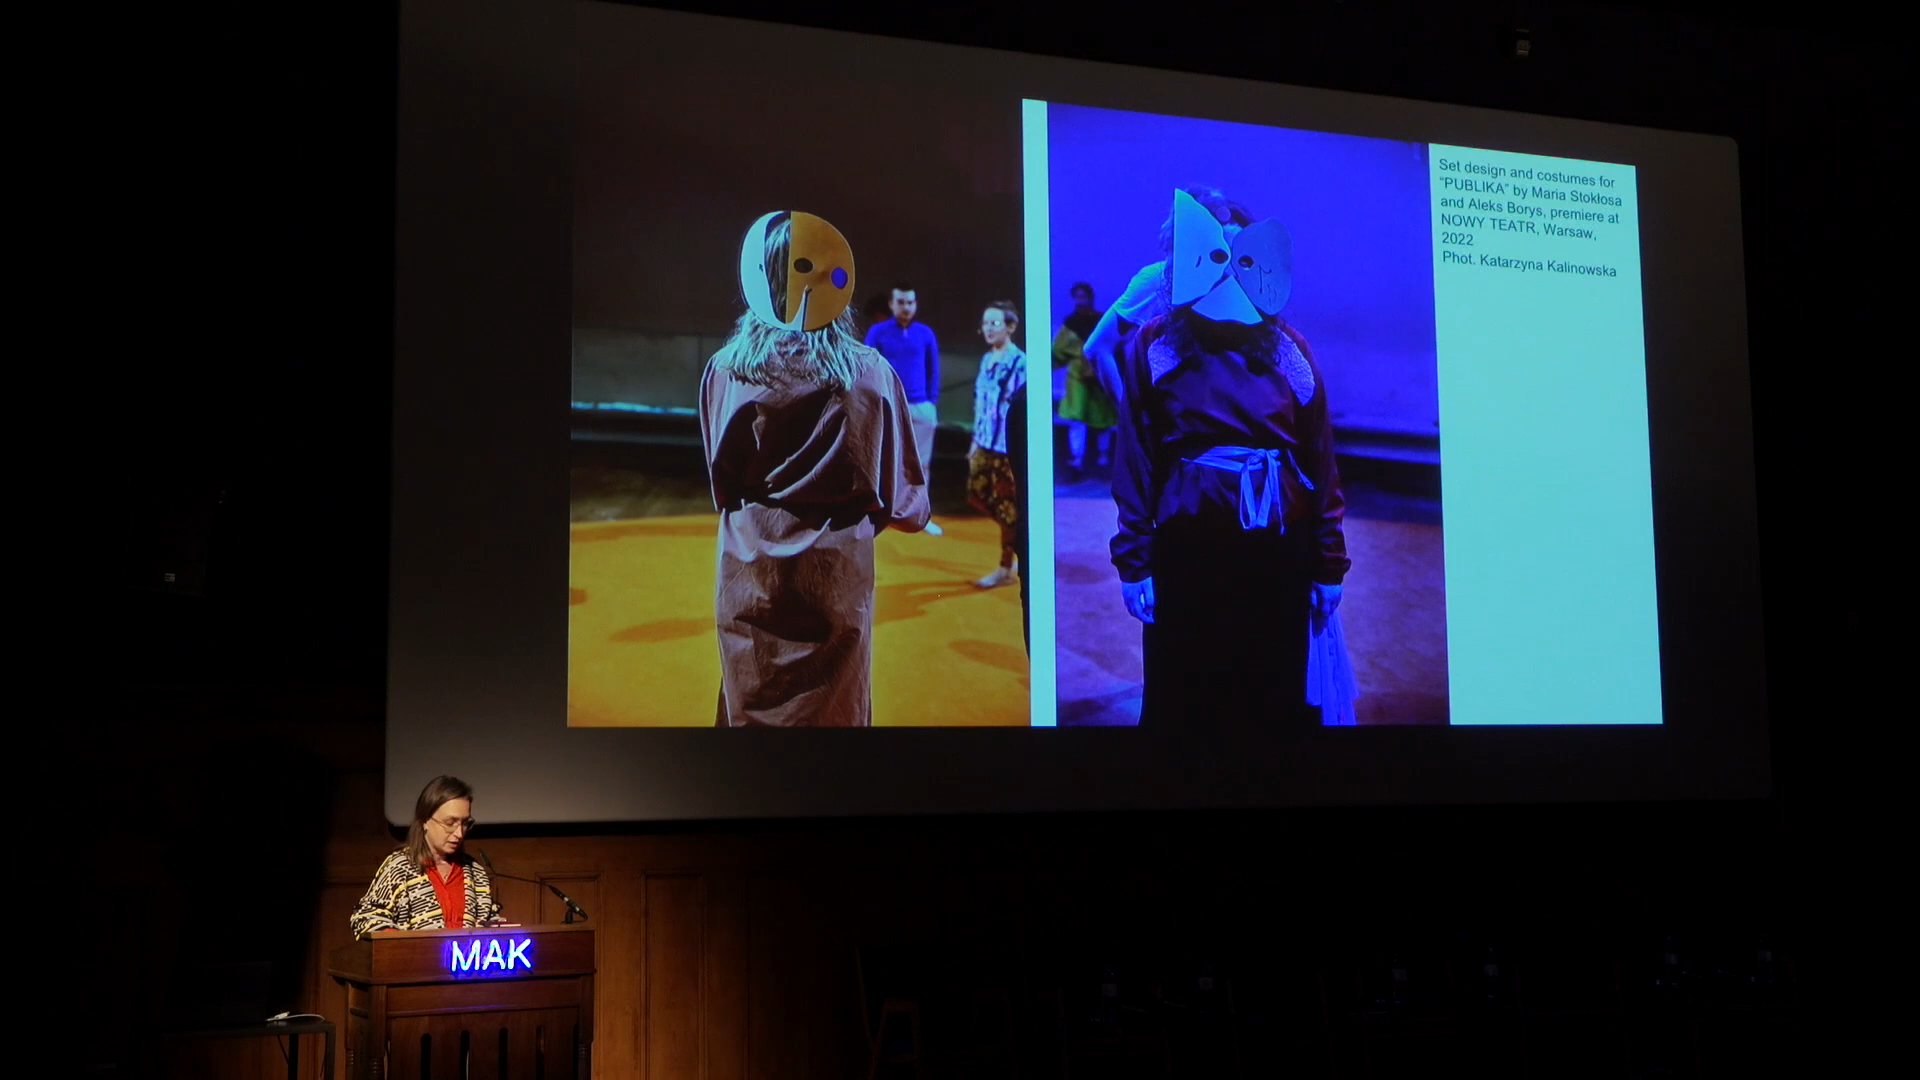 Set design and costumes for
"PUBLIKA" by Maria Stokłosa
and Aleks Borys, premiere at
NOWY TEATR, Warsaw,
2022
Phot. Katarzyna Kalinowska
MAK